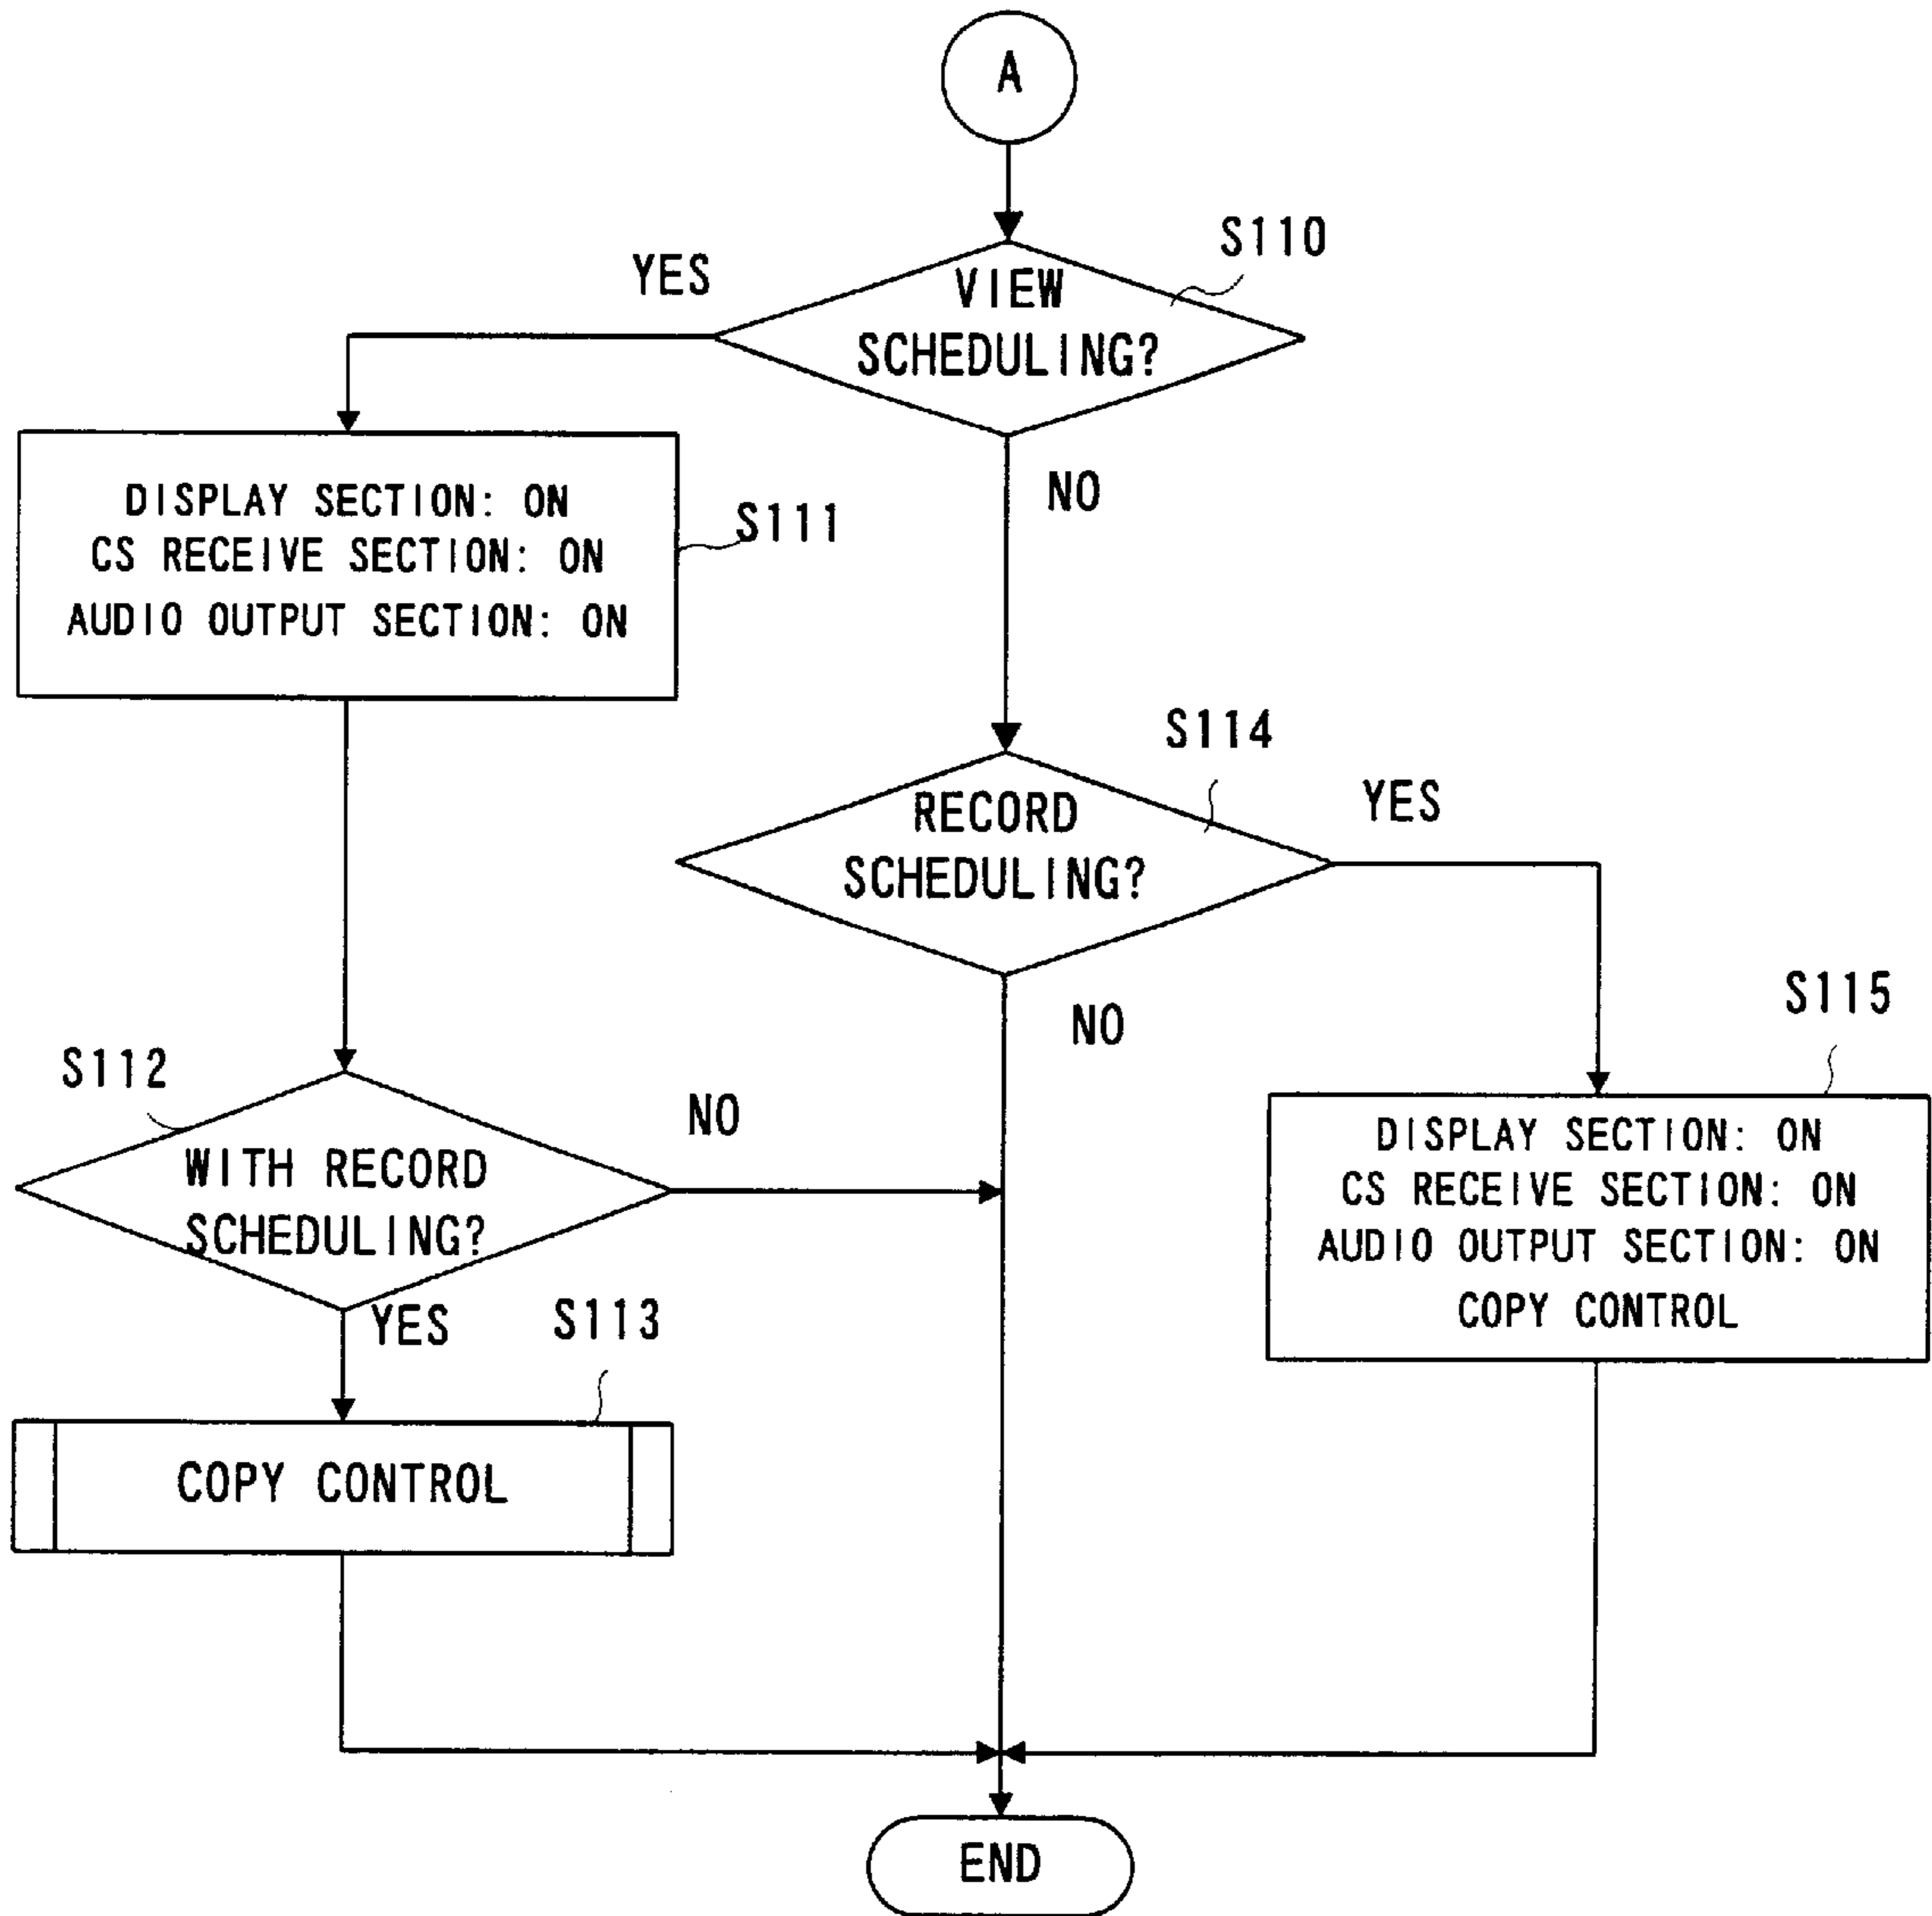 A
S110
YES
VIEW
SCHEDULING?
NO
DISPLAY SECTION: ON
CS RECEIVE SECTION: ON
AUDIO OUTPUT SECTION: ON
S111
S114
RECORD
SCHEDULING?
YES
NO
S112
WITH RECORD
SCHEDULING?
NO
YES
S115
DISPLAY SECTION: ON
CS RECEIVE SECTION: ON
AUDIO OUTPUT SECTION: ON
COPY CONTROL
S113
COPY CONTROL
END